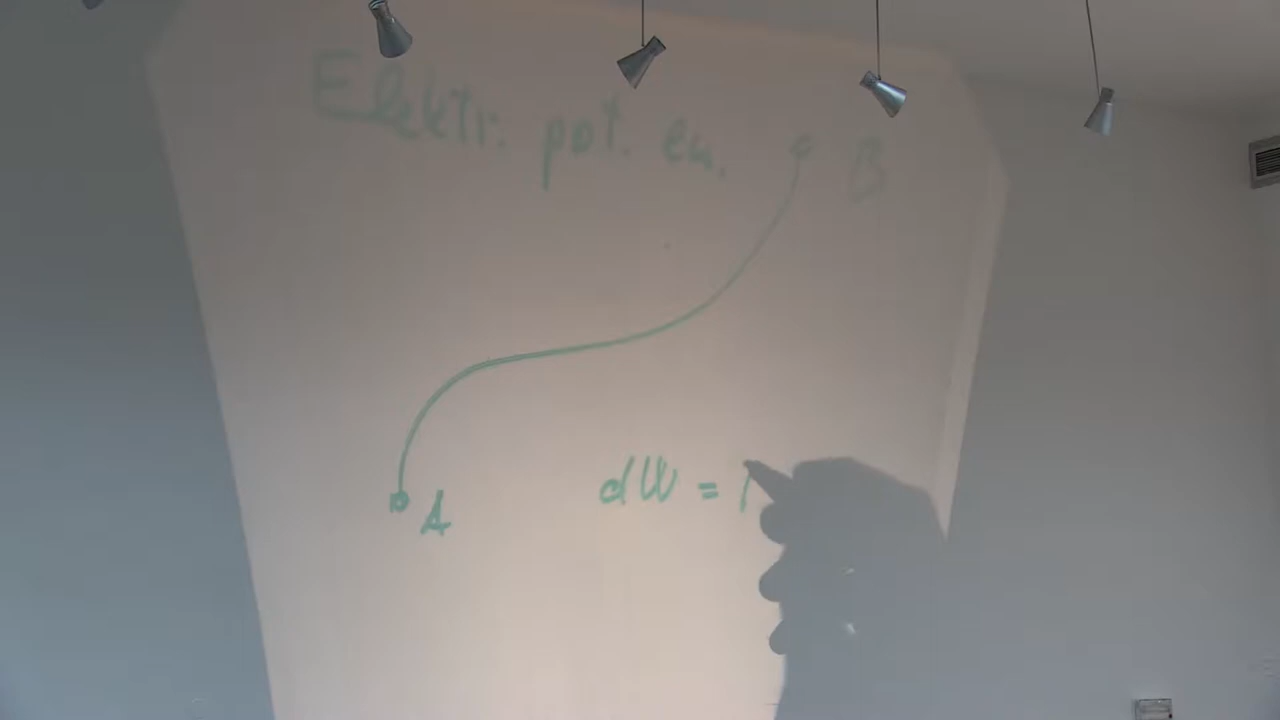 Elektr. pot. en.
B
A
dW =